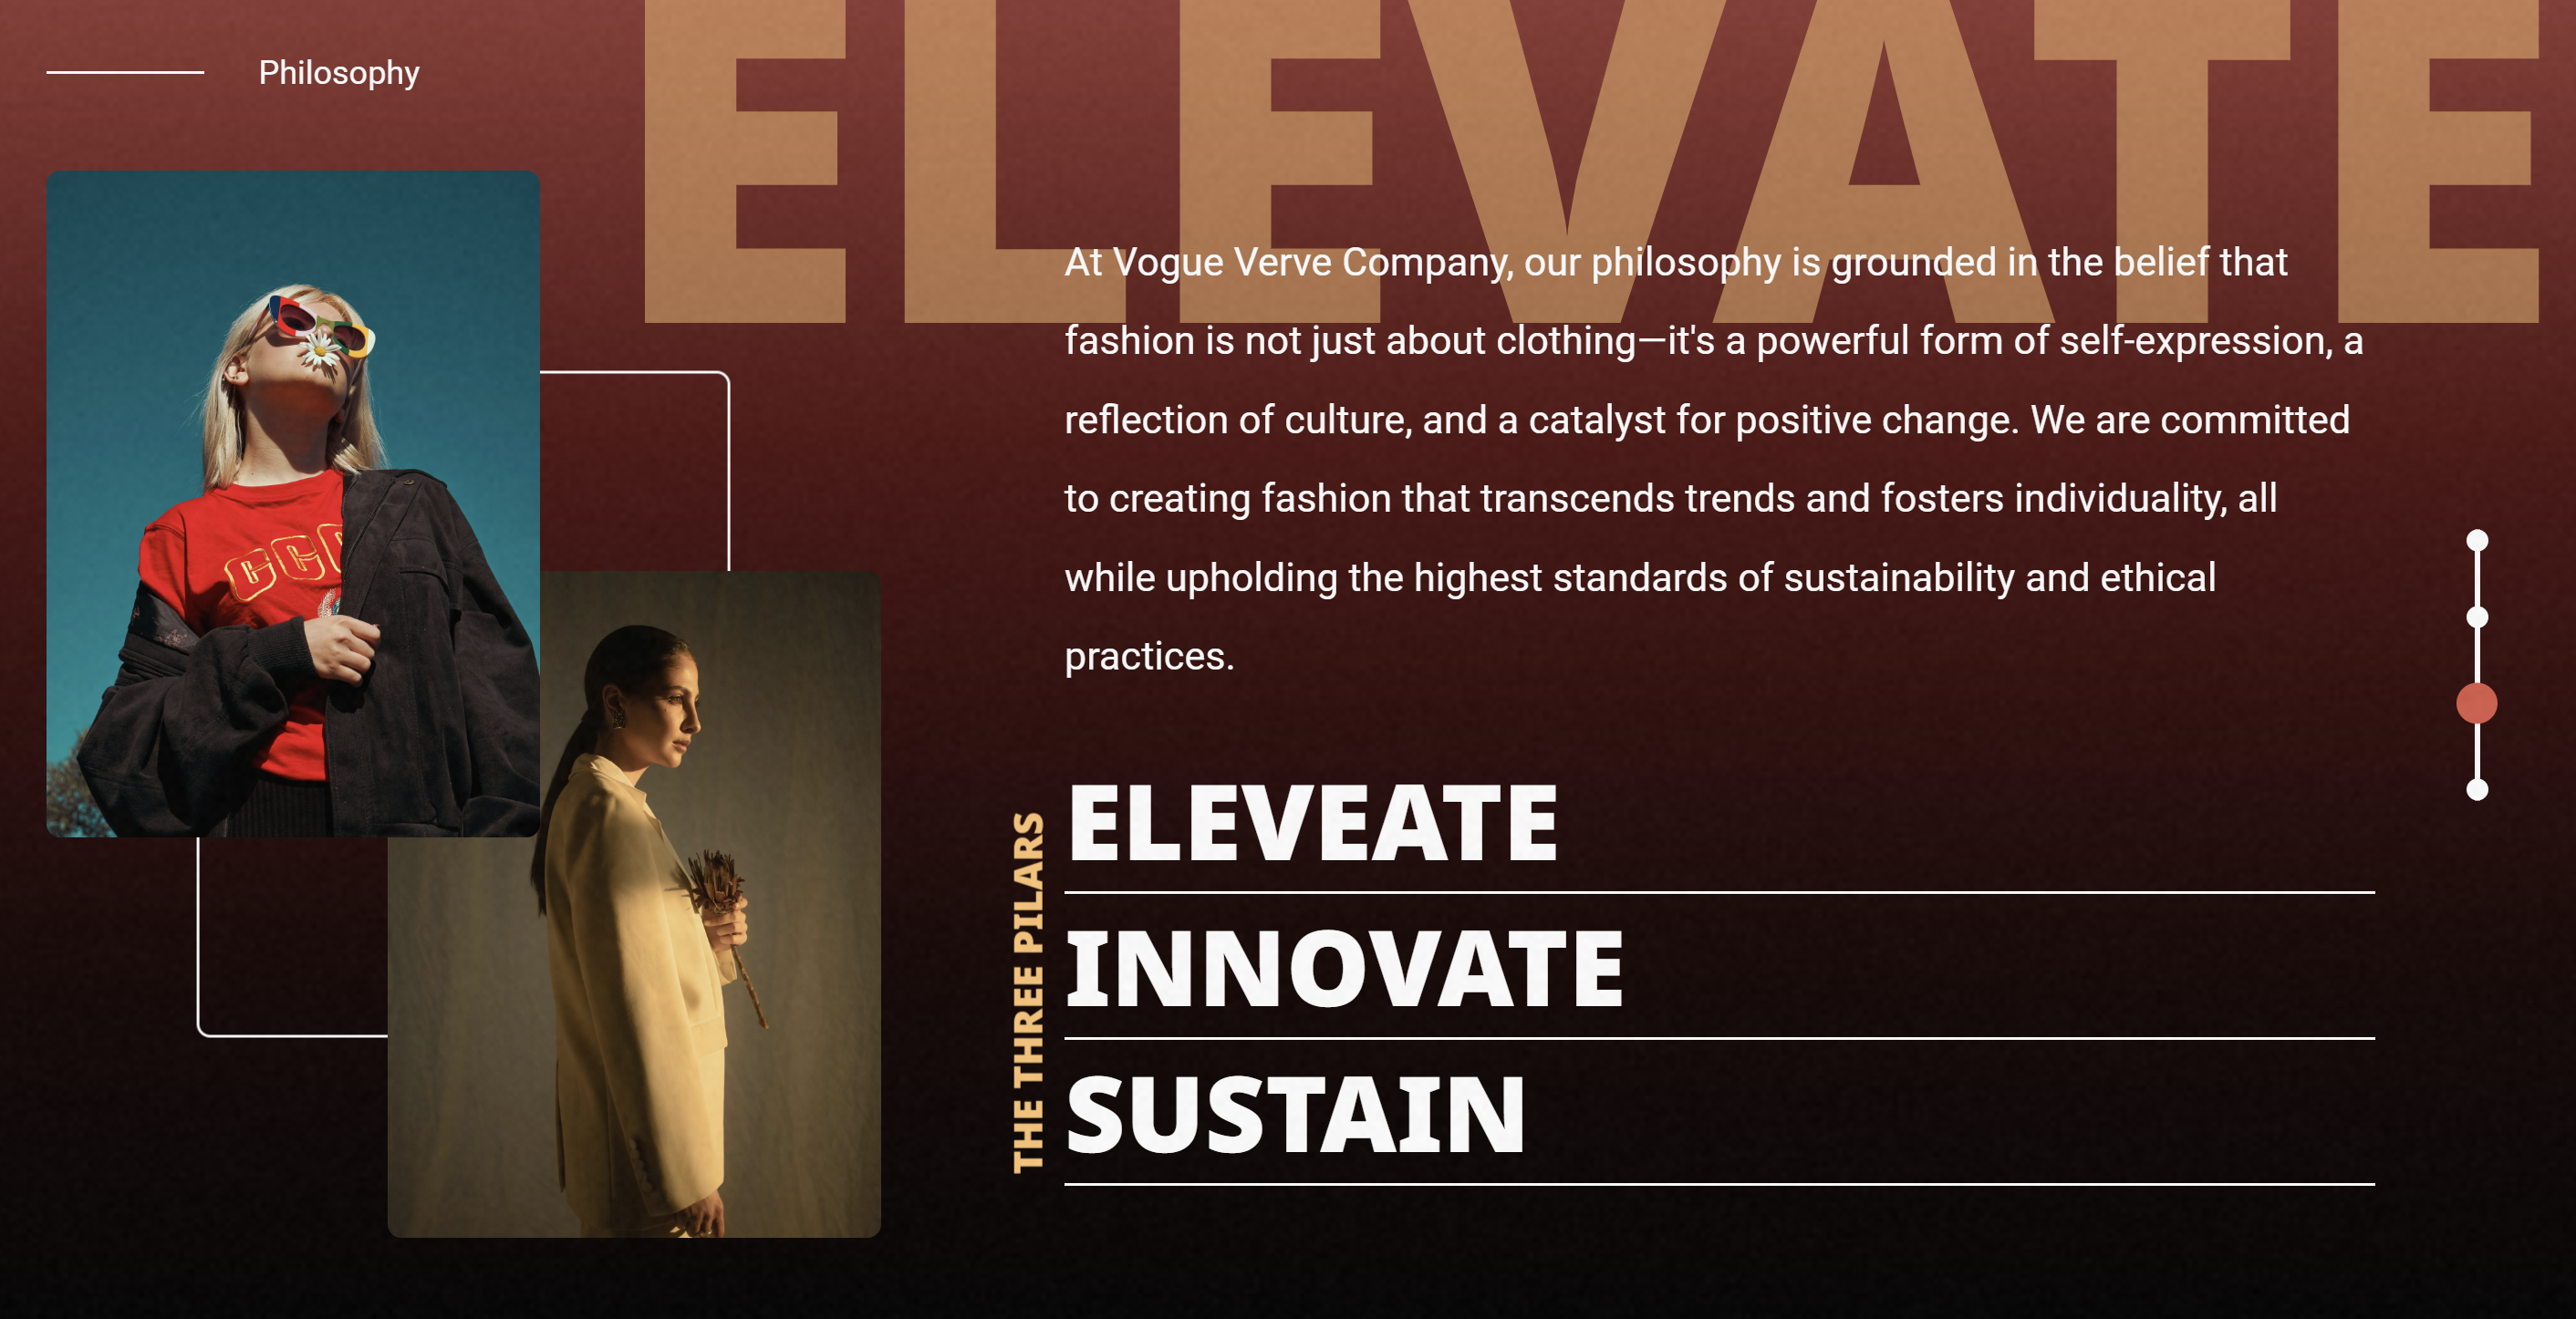 ELEVATE
Philosophy
At Vogue Verve Company, our philosophy is grounded in the belief that
fashion is not just about clothing—it's a powerful form of self-expression, a
reflection of culture, and a catalyst for positive change. We are committed
to creating fashion that transcends trends and fosters individuality, all
while upholding the highest standards of sustainability and ethical
practices.
THE THREE PILARS
ELEVEATE
INNOVATE
SUSTAIN